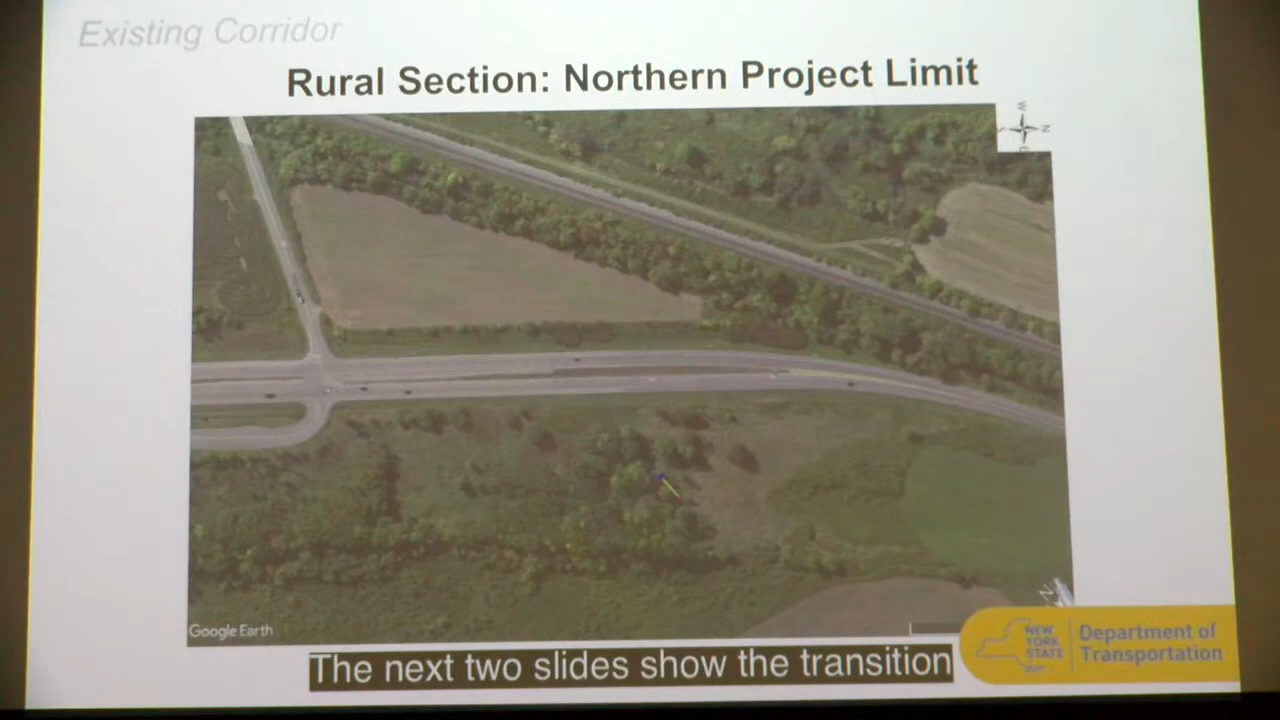 Existing Corridor
Rural Section: Northern Project Limit
W
N
N
Google Earth
NEW
YORK
STATE
Department of
Transportation
The next two slides show the transition